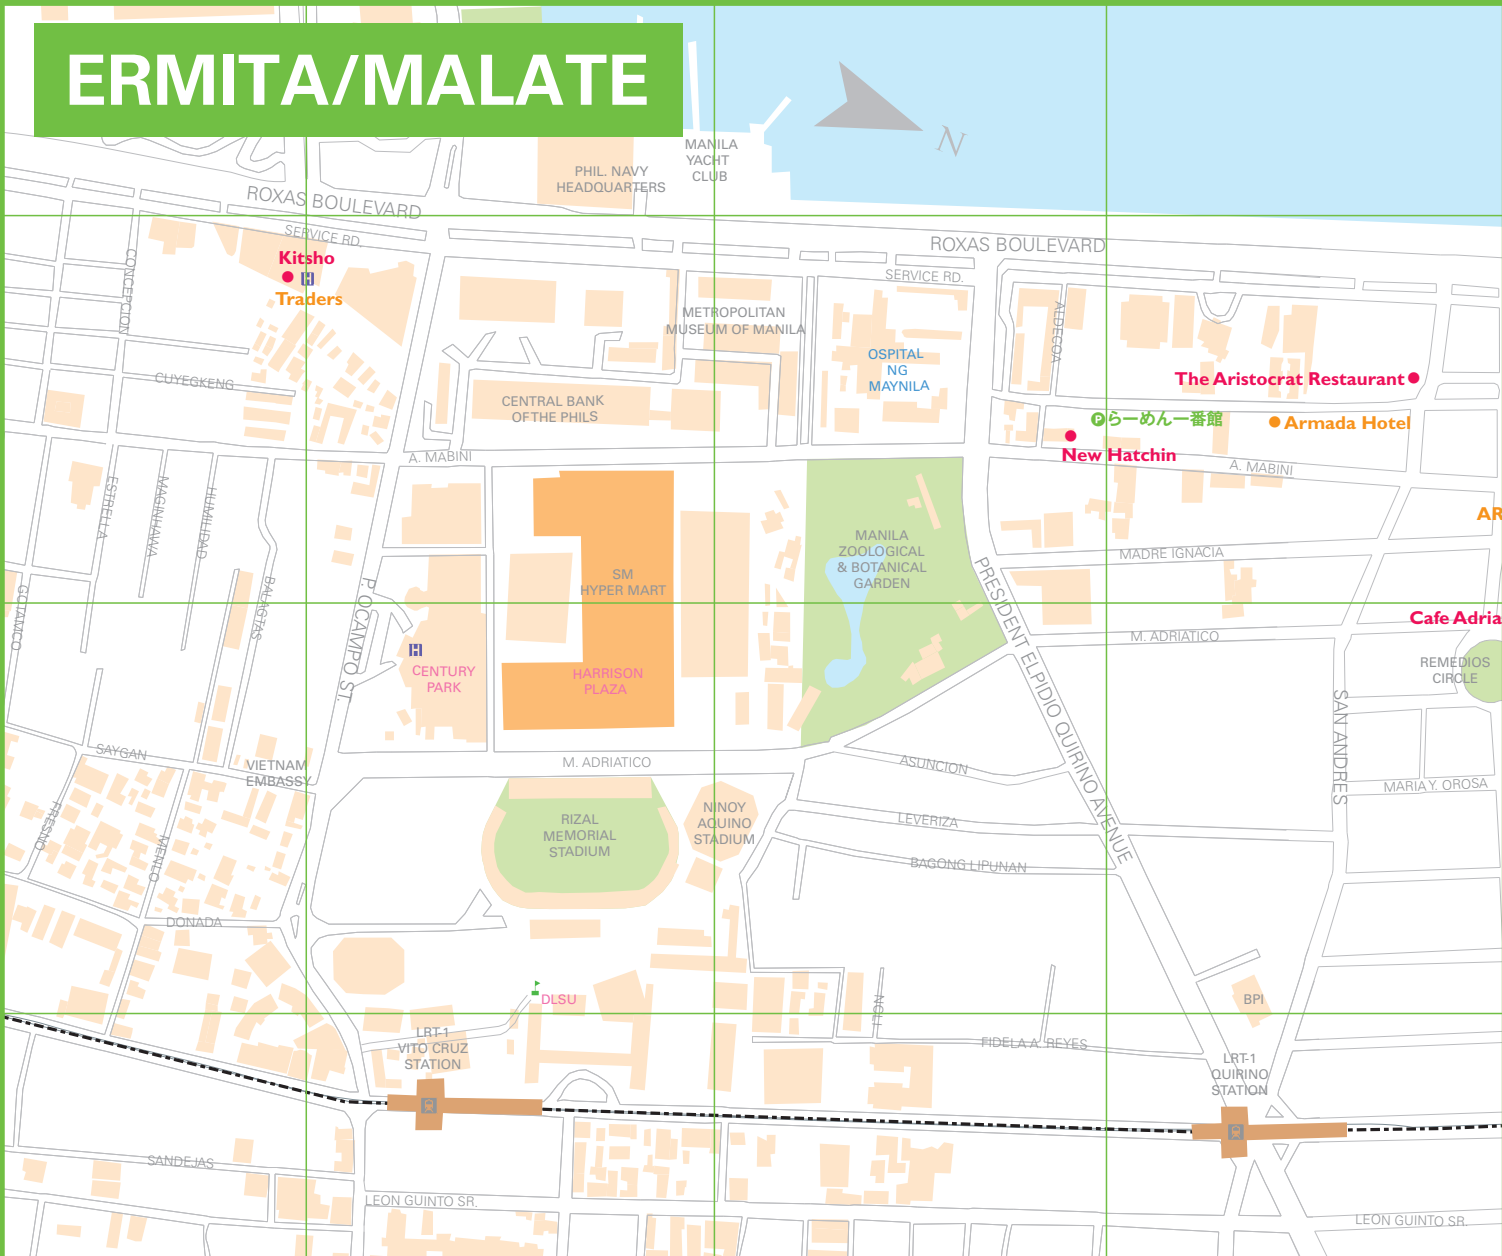 ERMITA/MALATE
N
MANILA
YACHT
CLUB
PHIL. NAVY
HEADQUARTERS
ROXAS BOULEVARD
SERVICE RD.
ROXAS BOULEVARD
SERVICE RD.
Kitsho
H
Traders
CONCEPCION
METROPOLITAN
MUSEUM OF MANILA
ALDECOA
OSPITAL
NG
MAYNILA
The Aristocrat Restaurant
CUYEGKENG
CENTRAL BANK
OF THE PHILS
P らーめん一番館
Armada Hotel
A. MABINI
New Hatchin
A. MABINI
ESTRELLA
MAGINHAWA
HUMILIDAD
AR
MANILA
ZOOLOGICAL
& BOTANICAL
GARDEN
MADRE IGNACIA
SM
HYPER MART
GOTAMCO
BALAGTAS
P. OCAMPO ST.
PRESIDENT ELPIDIO QUIRINO AVENUE
Cafe Adria
M. ADRIATICO
H
CENTURY
PARK
HARRISON
PLAZA
REMEDIOS
CIRCLE
SAN ANDRES
SAYGAN
VIETNAM
EMBASSY
M. ADRIATICO
ASUNCION
MARIA Y. OROSA
FRESNO
MENLO
RIZAL
MEMORIAL
STADIUM
NINOY
AQUINO
STADIUM
LEVERIZA
BAGONG LIPUNAN
DONADA
DLSU
NGLI
BPI
LRT-1
VITO CRUZ
STATION
FIDELA A. REYES
LRT-1
QUIRINO
STATION
SANDEJAS
LEON GUINTO SR.
LEON GUINTO SR.